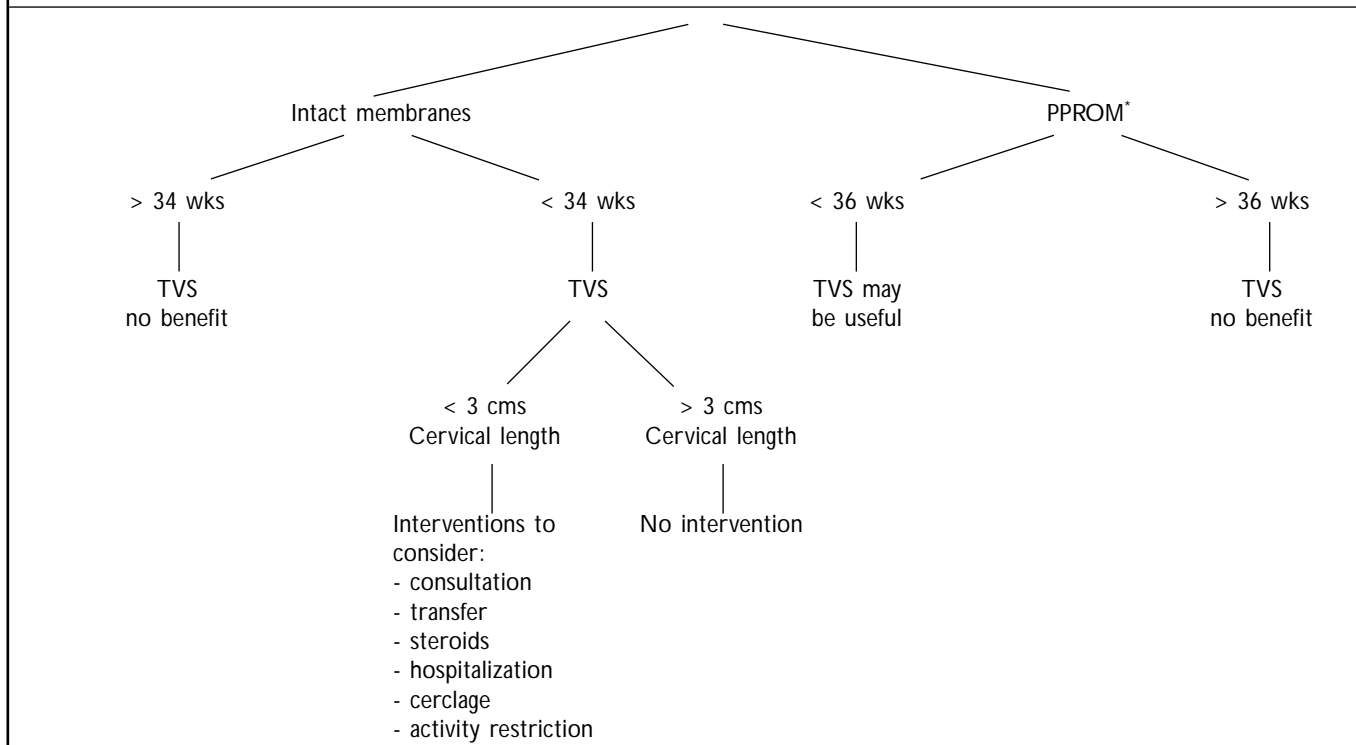 Intact membranes
PPROM*
> 34 wks
< 34 wks
< 36 wks
> 36 wks
TVS
no benefit
TVS
TVS may
be useful
TVS
no benefit
< 3 cms
Cervical length
> 3 cms
Cervical length
Interventions to
consider:
- consultation
- transfer
- steroids
- hospitalization
- cerclage
- activity restriction
No intervention